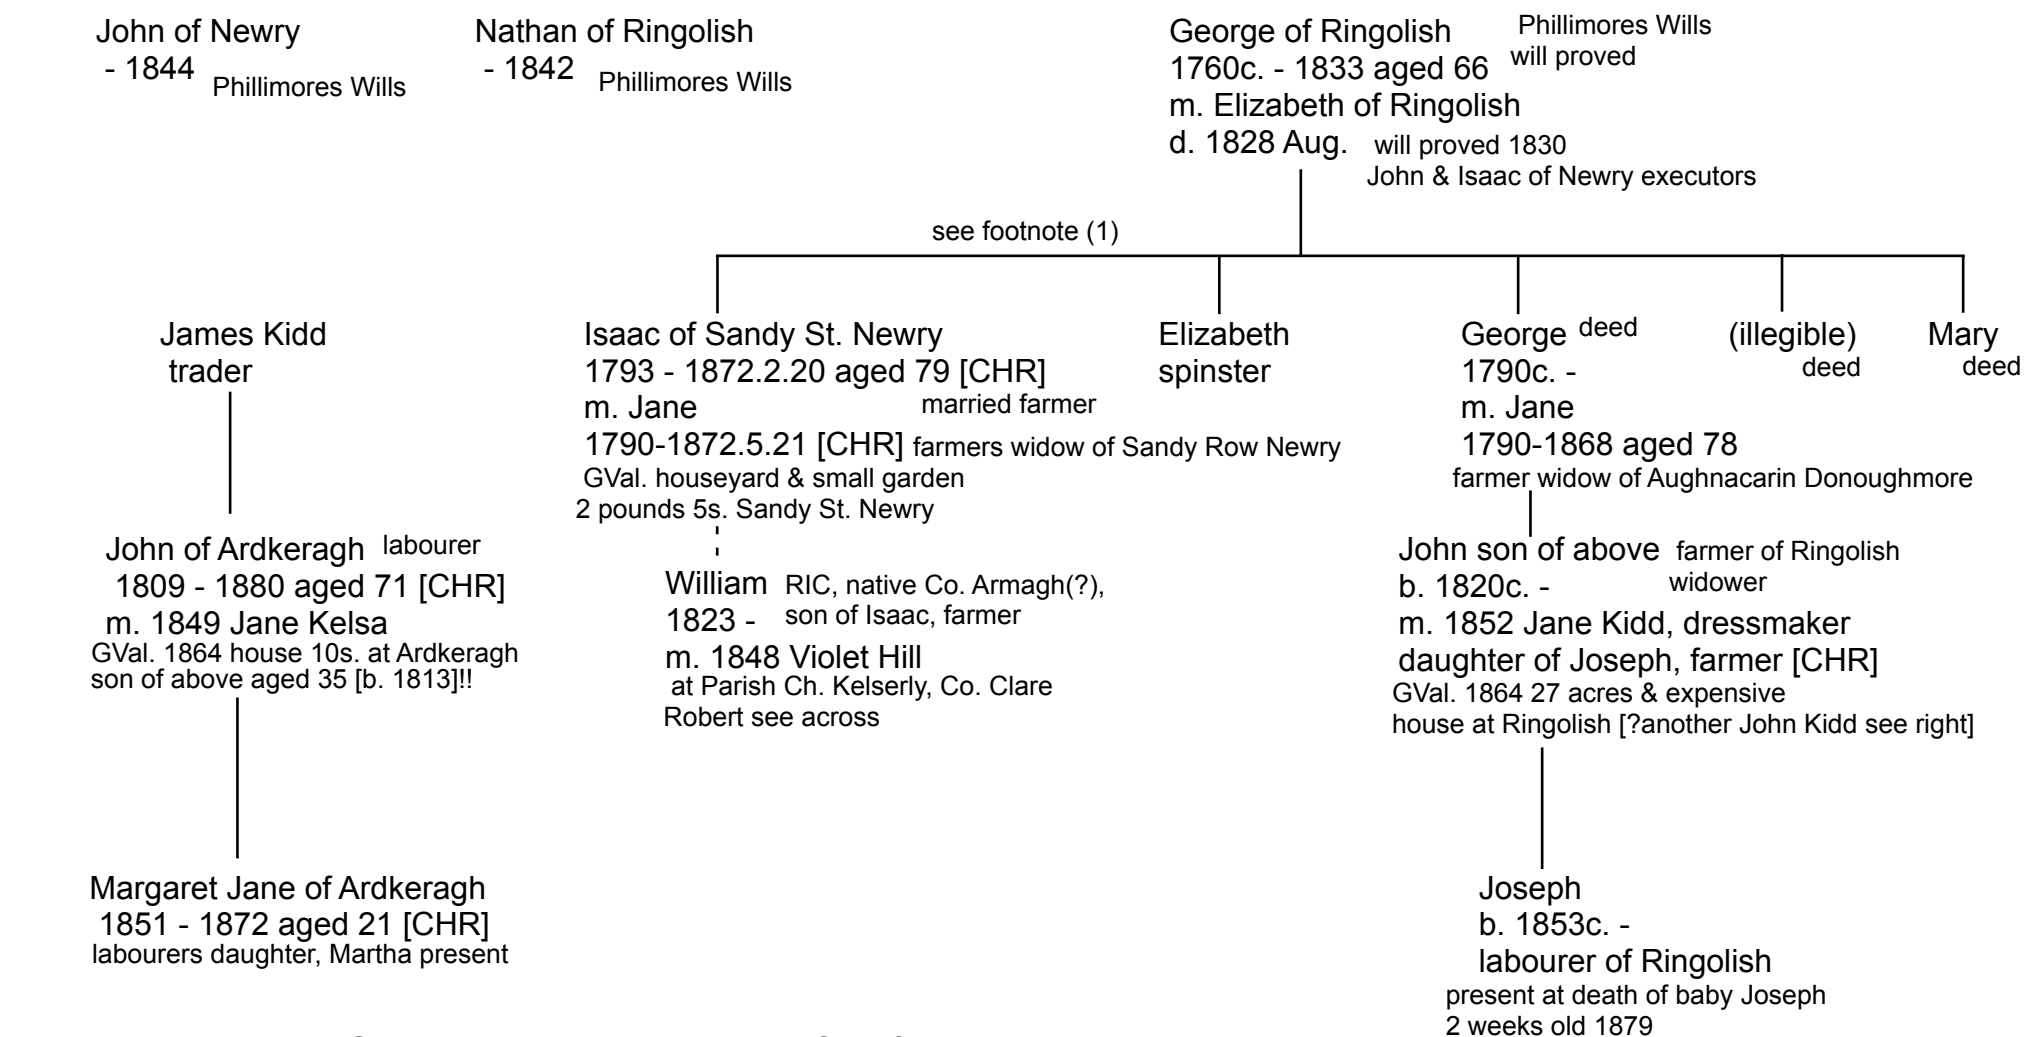 John of Newry
- 1844 Phillimores Wills
Nathan of Ringolish
- 1842 Phillimores Wills
George of Ringolish Phillimores Wills
1760c. - 1833 aged 66 will proved
m. Elizabeth of Ringolish
d. 1828 Aug. will proved 1830
John & Isaac of Newry executors
see footnote (1)
James Kidd
trader
Isaac of Sandy St. Newry
1793 - 1872.2.20 aged 79 [CHR]
m. Jane married farmer
1790-1872.5.21 [CHR] farmers widow of Sandy Row Newry
GVal. houseyard & small garden
2 pounds 5s. Sandy St. Newry
Elizabeth
spinster
George deed
1790c. -
m. Jane
1790-1868 aged 78
farmer widow of Aughnacarin Donoughmore
(illegible)
deed
Mary
deed
John of Ardkeragh labourer
1809 - 1880 aged 71 [CHR]
m. 1849 Jane Kelsa
GVal. 1864 house 10s. at Ardkeragh
son of above aged 35 [b. 1813]!!
William RIC, native Co. Armagh(?),
1823 - son of Isaac, farmer
m. 1848 Violet Hill
at Parish Ch. Kelserly, Co. Clare
Robert see across
John son of above farmer of Ringolish
b. 1820c. - widower
m. 1852 Jane Kidd, dressmaker
daughter of Joseph, farmer [CHR]
GVal. 1864 27 acres & expensive
house at Ringolish [?another John Kidd see right]
Margaret Jane of Ardkeragh
1851 - 1872 aged 21 [CHR]
labourers daughter, Martha present
Joseph
b. 1853c. -
labourer of Ringolish
present at death of baby Joseph
2 weeks old 1879